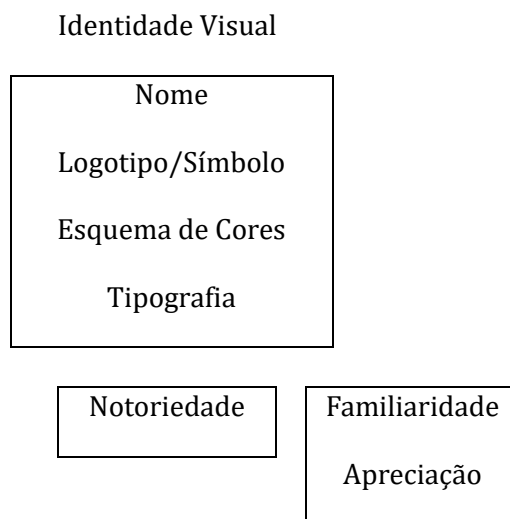 Identidade Visual
Nome
Logotipo/Símbolo
Esquema de Cores
Tipografia
Notoriedade
Familiaridade
Apreciação